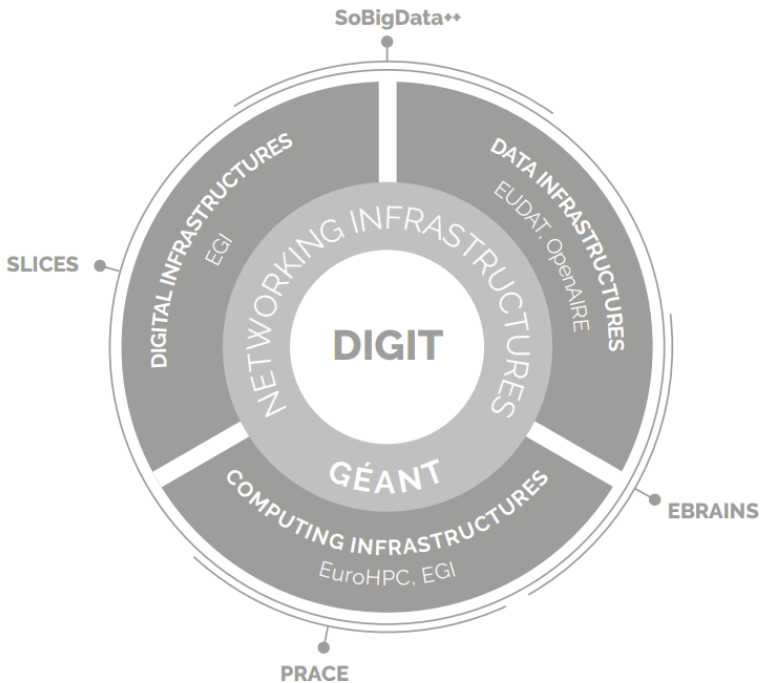 SoBigData++
DIGITAL INFRASTRUCTURES
EGI
DATA INFRASTRUCTURES
EUDAT, OpenAIRE
SLICES
NETWORKING INFRASTRUCTURES
DIGIT
GÉANT
COMPUTING INFRASTRUCTURES
EuroHPC, EGI
EBRAINS
PRACE